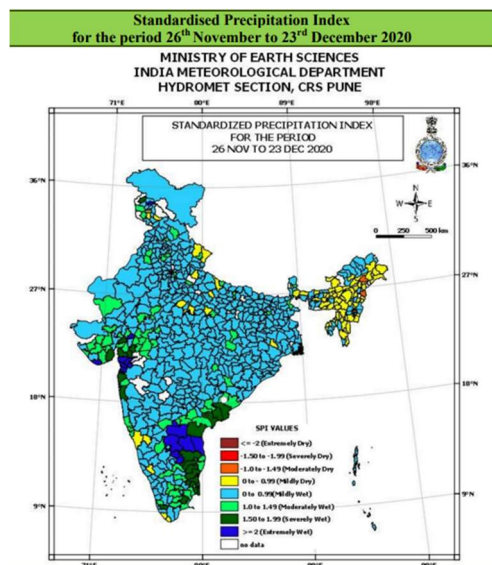 Standardised Precipitation Index
for the period 26th November to 23rd December 2020
MINISTRY OF EARTH SCIENCES
INDIA METEOROLOGICAL DEPARTMENT
HYDROMET SECTION, CRS PUNE
71°E 80°E 90°E
STANDARDIZED PRECIPITATION INDEX
FOR THE PERIOD
26 NOV TO 23 DEC 2020
36°N 36°N
N
W E
S
0 250 500 km
27°N 27°N
18°N 18°N
SPI VALUES
<= -2 (Extremely Dry)
-1.50 to -1.99 (Severely Dry)
-1.0 to -1.49 (Moderately Dry
0 to -0.99 (Mildly Dry)
0 to 0.99(Mildly Wet)
1.0 to 1.49 (Moderately Wet)
1.50 to 1.99 (Severely Wet)
>= 2 (Extremely Wet)
no data
9°N 9°N